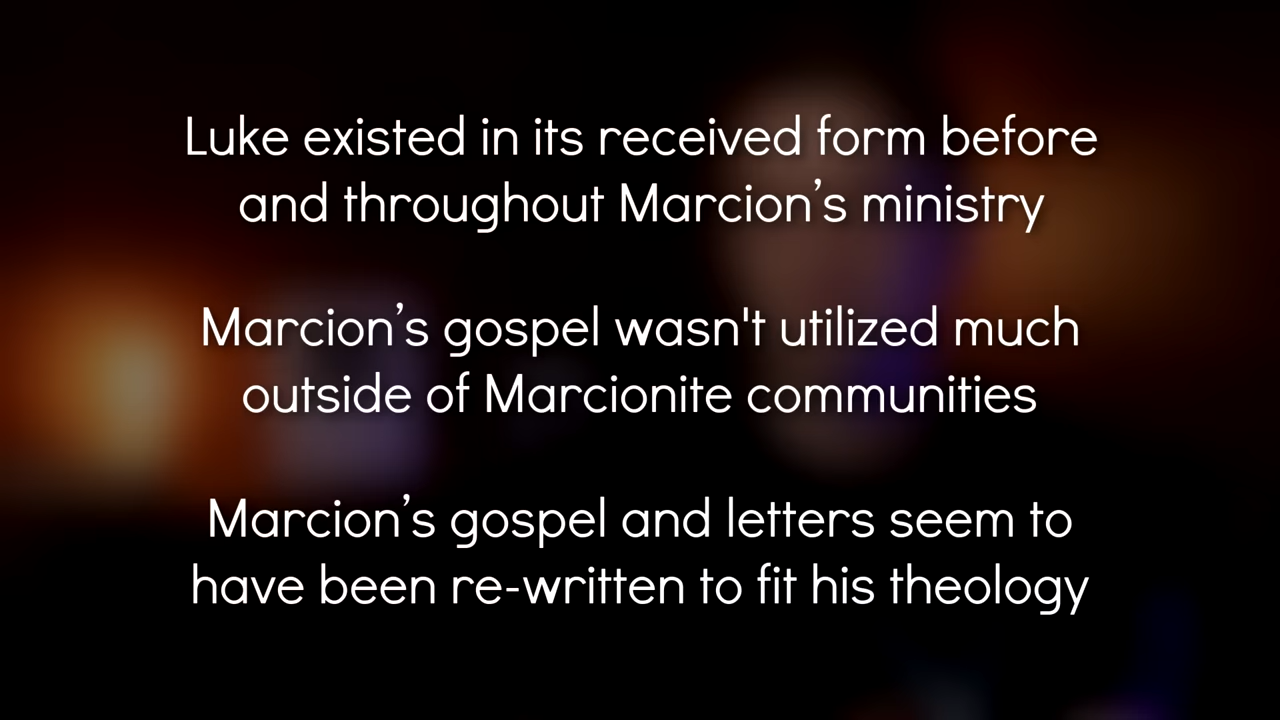 Luke existed in its received form before
and throughout Marcion’s ministry
Marcion’s gospel wasn't utilized much
outside of Marcionite communities
Marcion’s gospel and letters seem to
have been re-written to fit his theology